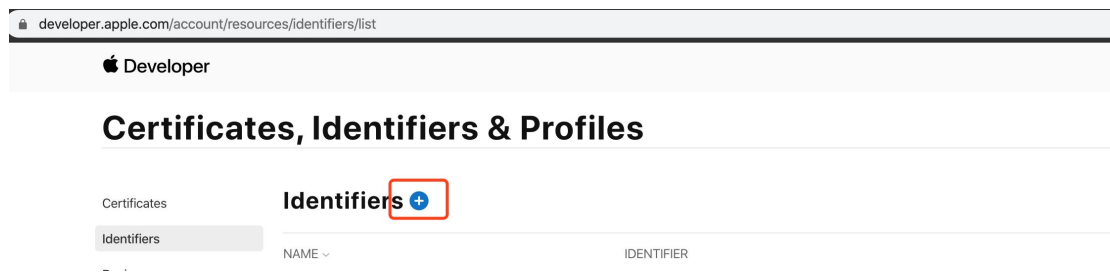 developer.apple.com/account/resources/identifiers/list
Developer
Certificates, Identifiers & Profiles
Certificates
Identifiers
Identifiers
NAME
IDENTIFIER